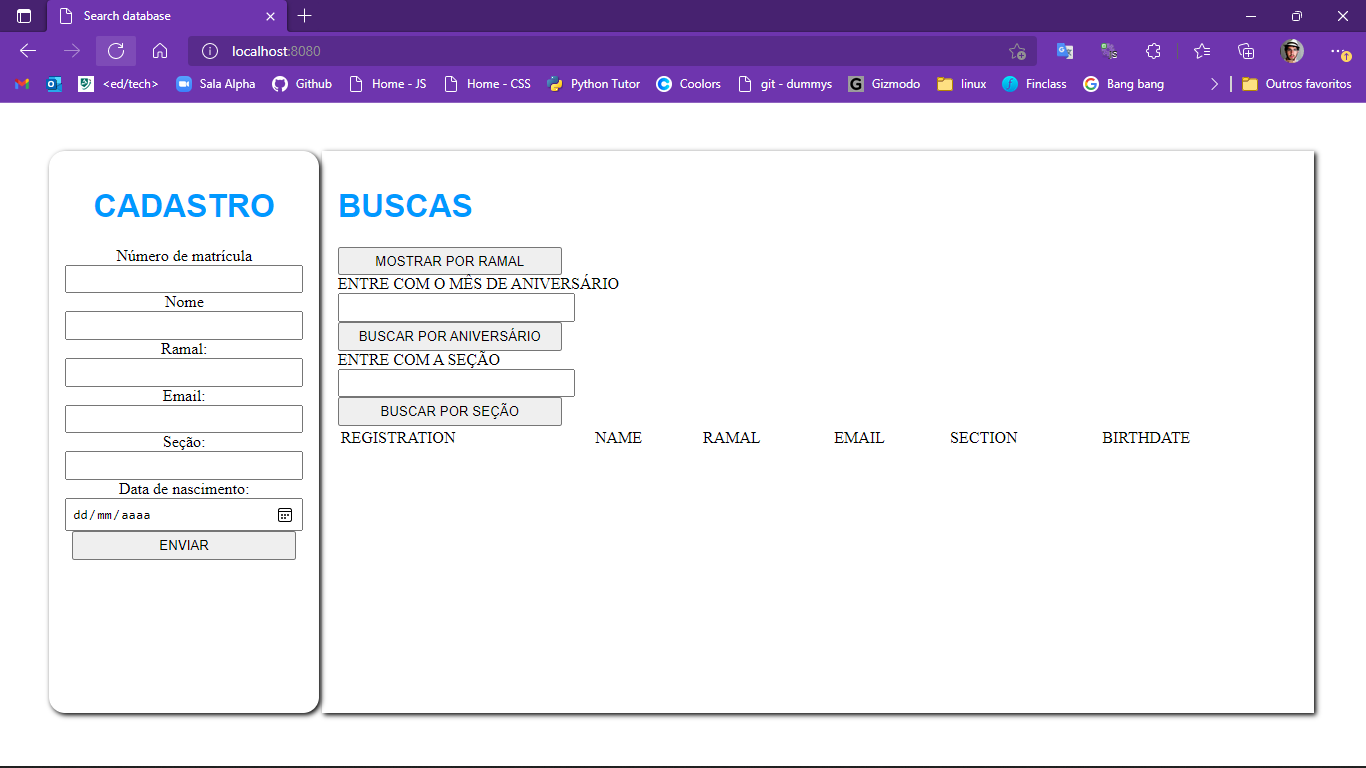 Search database
localhost:8080
<ed/tech> Sala Alpha Github Home - JS Home - CSS Python Tutor Coolors git - dummys Gizmodo linux Finclass Bang bang Outros favoritos
CADASTRO
Número de matrícula
Nome
Ramal:
Email:
Seção:
Data de nascimento:
dd/mm/aaaa
ENVIAR
BUSCAS
MOSTRAR POR RAMAL
ENTRE COM O MÊS DE ANIVERSÁRIO
BUSCAR POR ANIVERSÁRIO
ENTRE COM A SEÇÃO
BUSCAR POR SEÇÃO
REGISTRATION NAME RAMAL EMAIL SECTION BIRTHDATE